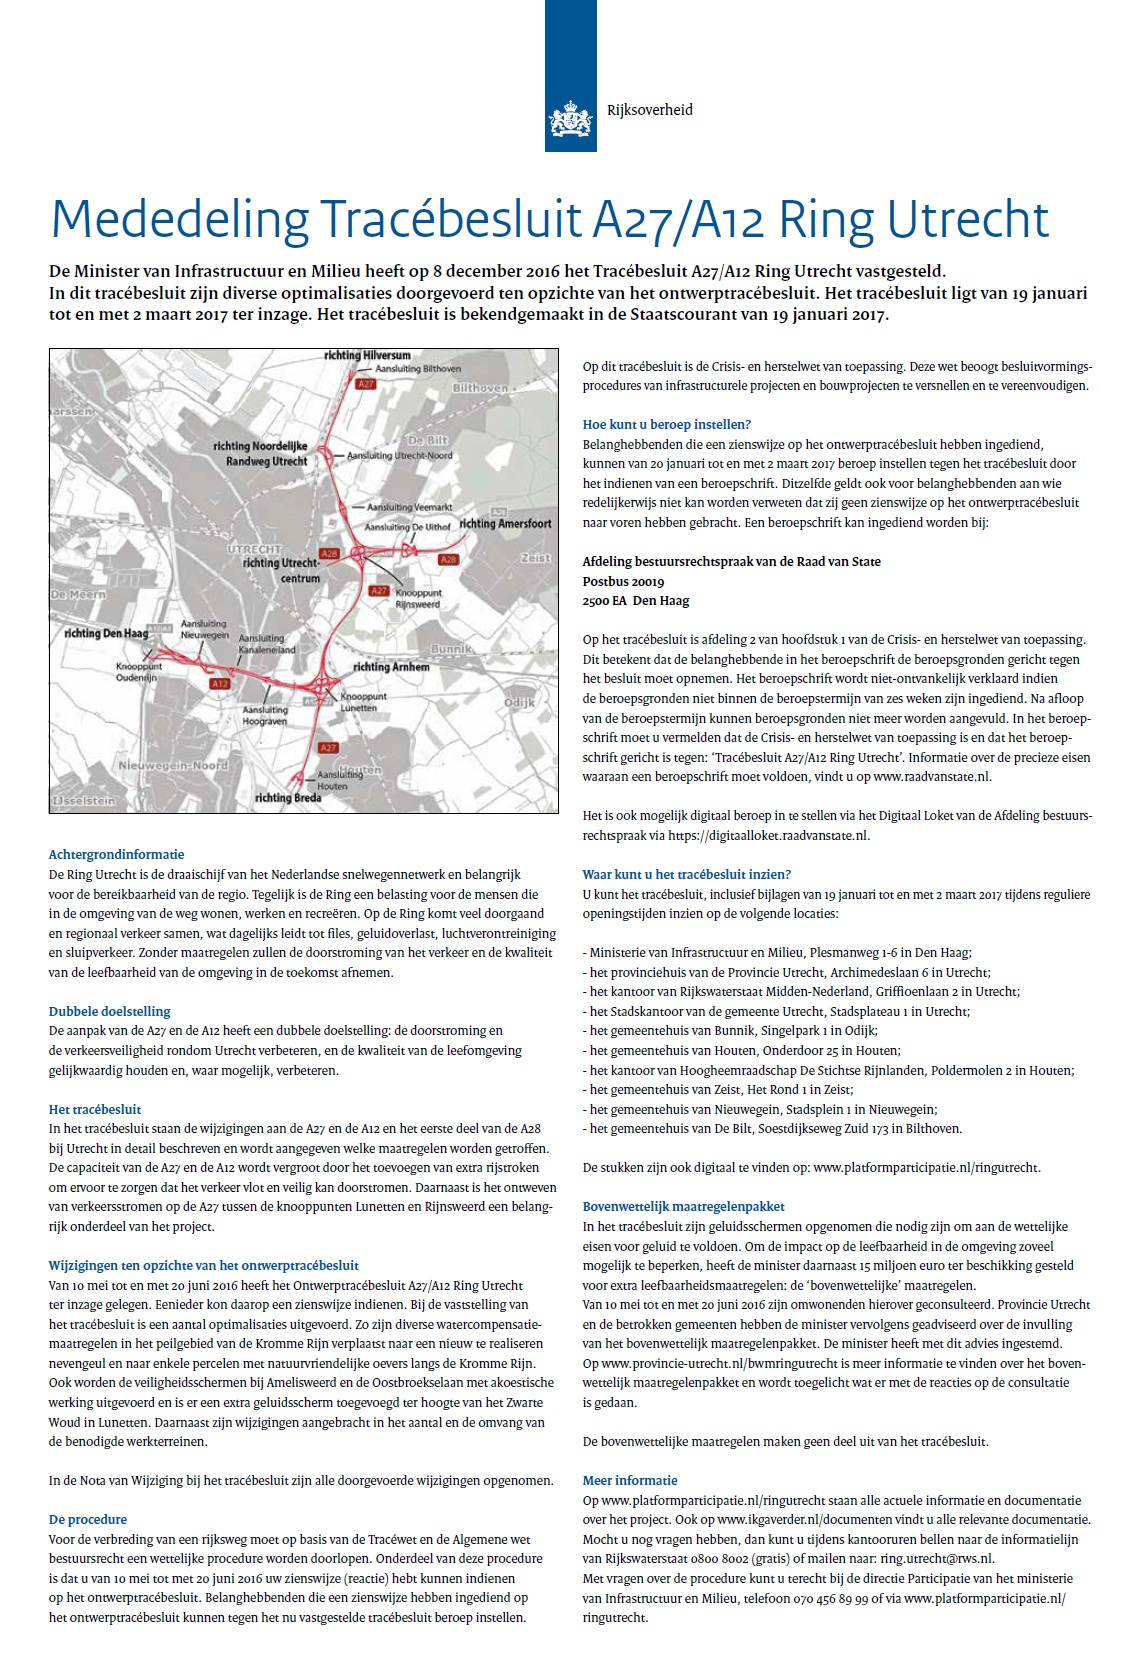 Rijksoverheid
Mededeling Tracébesluit A27/A12 Ring Utrecht
De Minister van Infrastructuur en Milieu heeft op 8 december 2016 het Tracébesluit A27/A12 Ring Utrecht vastgesteld.
In dit tracébesluit zijn diverse optimalisaties doorgevoerd ten opzichte van het ontwerptracébesluit. Het tracébesluit ligt van 19 januari
tot en met 2 maart 2017 ter inzage. Het tracébesluit is bekendgemaakt in de Staatscourant van 19 januari 2017.
richting Hilversum
Aansluiting Bilthoven
A27
Bilthoven
arssen
De Bilt
richting Noordelijke
Randweg Utrecht
Aansluiting Utrecht-Noord
Aansluiting Veemarkt
A28
Aansluiting De Uithof
richting Amersfoort
UTRECHT
A28
A28
Zeist
richting Utrecht-
centrum
A27
Knooppunt
Rijnsweerd
De Meern
richting Den Haag
Aansluiting
Nieuwegein
Aansluiting
Kanaleneiland
Bunnik
Knooppunt
Oudenrijn
richting Arnhem
A12
Knooppunt
Lunetten
Odijk
Aansluiting
Hoograven
A27
Nieuwegein-Noord
Houten
Aansluiting
Houten
IJsselstein
richting Breda
Achtergrondinformatie
De Ring Utrecht is de draaischijf van het Nederlandse snelwegennetwerk en belangrijk
voor de bereikbaarheid van de regio. Tegelijk is de Ring een belasting voor de mensen die
in de omgeving van de weg wonen, werken en recreëren. Op de Ring komt veel doorgaand
en regionaal verkeer samen, wat dagelijks leidt tot files, geluidoverlast, luchtverontreiniging
en sluipverkeer. Zonder maatregelen zullen de doorstroming van het verkeer en de kwaliteit
van de leefbaarheid van de omgeving in de toekomst afnemen.
Dubbele doelstelling
De aanpak van de A27 en de A12 heeft een dubbele doelstelling: de doorstroming en
de verkeersveiligheid rondom Utrecht verbeteren, en de kwaliteit van de leefomgeving
gelijkwaardig houden en, waar mogelijk, verbeteren.
Het tracébesluit
In het tracébesluit staan de wijzigingen aan de A27 en de A12 en het eerste deel van de A28
bij Utrecht in detail beschreven en wordt aangegeven welke maatregelen worden getroffen.
De capaciteit van de A27 en de A12 wordt vergroot door het toevoegen van extra rijstroken
om ervoor te zorgen dat het verkeer vlot en veilig kan doorstromen. Daarnaast is het ontweven
van verkeersstromen op de A27 tussen de knooppunten Lunetten en Rijnsweerd een belang-
rijk onderdeel van het project.
Wijzigingen ten opzichte van het ontwerptracébesluit
Van 10 mei tot en met 20 juni 2016 heeft het Ontwerptracébesluit A27/A12 Ring Utrecht
ter inzage gelegen. Eenieder kon daarop een zienswijze indienen. Bij de vaststelling van
het tracébesluit is een aantal optimalisaties uitgevoerd. Zo zijn diverse watercompensatie-
maatregelen in het peilgebied van de Kromme Rijn verplaatst naar een nieuw te realiseren
nevengeul en naar enkele percelen met natuurvriendelijke oevers langs de Kromme Rijn.
Ook worden de veiligheidsschermen bij Amelisweerd en de Oostbroekselaan met akoestische
werking uitgevoerd en is er een extra geluidsscherm toegevoegd ter hoogte van het Zwarte
Woud in Lunetten. Daarnaast zijn wijzigingen aangebracht in het aantal en de omvang van
de benodigde werkterreinen.
In de Nota van Wijziging bij het tracébesluit zijn alle doorgevoerde wijzigingen opgenomen.
De procedure
Voor de verbreding van een rijksweg moet op basis van de Tracéwet en de Algemene wet
bestuursrecht een wettelijke procedure worden doorlopen. Onderdeel van deze procedure
is dat u van 10 mei tot met 20 juni 2016 uw zienswijze (reactie) hebt kunnen indienen
op het ontwerptracébesluit. Belanghebbenden die een zienswijze hebben ingediend op
het ontwerptracébesluit kunnen tegen het nu vastgestelde tracébesluit beroep instellen.
Op dit tracébesluit is de Crisis- en herstelwet van toepassing. Deze wet beoogt besluitvormings-
procedures van infrastructurele projecten en bouwprojecten te versnellen en te vereenvoudigen.
Hoe kunt u beroep instellen?
Belanghebbenden die een zienswijze op het ontwerptracébesluit hebben ingediend,
kunnen van 20 januari tot en met 2 maart 2017 beroep instellen tegen het tracébesluit door
het indienen van een beroepschrift. Ditzelfde geldt ook voor belanghebbenden aan wie
redelijkerwijs niet kan worden verweten dat zij geen zienswijze op het ontwerptracébesluit
naar voren hebben gebracht. Een beroepschrift kan ingediend worden bij:
Afdeling bestuursrechtspraak van de Raad van State
Postbus 20019
2500 EA Den Haag
Op het tracébesluit is afdeling 2 van hoofdstuk 1 van de Crisis- en herstelwet van toepassing.
Dit betekent dat de belanghebbende in het beroepschrift de beroepsgronden gericht tegen
het besluit moet opnemen. Het beroepschrift wordt niet-ontvankelijk verklaard indien
de beroepsgronden niet binnen de beroepstermijn van zes weken zijn ingediend. Na afloop
van de beroepstermijn kunnen beroepsgronden niet meer worden aangevuld. In het beroep-
schrift moet u vermelden dat de Crisis- en herstelwet van toepassing is en dat het beroep-
schrift gericht is tegen: ‘Tracébesluit A27/A12 Ring Utrecht’. Informatie over de precieze eisen
waaraan een beroepschrift moet voldoen, vindt u op www.raadvanstate.nl.
Het is ook mogelijk digitaal beroep in te stellen via het Digitaal Loket van de Afdeling bestuurs-
rechtspraak via https://digitaalloket.raadvanstate.nl.
Waar kunt u het tracébesluit inzien?
U kunt het tracébesluit, inclusief bijlagen van 19 januari tot en met 2 maart 2017 tijdens reguliere
openingstijden inzien op de volgende locaties:
- Ministerie van Infrastructuur en Milieu, Plesmanweg 1-6 in Den Haag;
- het provinciehuis van de Provincie Utrecht, Archimedeslaan 6 in Utrecht;
- het kantoor van Rijkswaterstaat Midden-Nederland, Griffioenlaan 2 in Utrecht;
- het Stadskantoor van de gemeente Utrecht, Stadsplateau 1 in Utrecht;
- het gemeentehuis van Bunnik, Singelpark 1 in Odijk;
- het gemeentehuis van Houten, Onderdoor 25 in Houten;
- het kantoor van Hoogheemraadschap De Stichtse Rijnlanden, Poldermolen 2 in Houten;
- het gemeentehuis van Zeist, Het Rond 1 in Zeist;
- het gemeentehuis van Nieuwegein, Stadsplein 1 in Nieuwegein;
- het gemeentehuis van De Bilt, Soestdijkseweg Zuid 173 in Bilthoven.
De stukken zijn ook digitaal te vinden op: www.platformparticipatie.nl/ringutrecht.
Bovenwettelijk maatregelenpakket
In het tracébesluit zijn geluidsschermen opgenomen die nodig zijn om aan de wettelijke
eisen voor geluid te voldoen. Om de impact op de leefbaarheid in de omgeving zoveel
mogelijk te beperken, heeft de minister daarnaast 15 miljoen euro ter beschikking gesteld
voor extra leefbaarheidsmaatregelen: de ‘bovenwettelijke’ maatregelen.
Van 10 mei tot en met 20 juni 2016 zijn omwonenden hierover geconsulteerd. Provincie Utrecht
en de betrokken gemeenten hebben de minister vervolgens geadviseerd over de invulling
van het bovenwettelijk maatregelenpakket. De minister heeft met dit advies ingestemd.
Op www.provincie-utrecht.nl/bwmringutrecht is meer informatie te vinden over het boven-
wettelijk maatregelenpakket en wordt toegelicht wat er met de reacties op de consultatie
is gedaan.
De bovenwettelijke maatregelen maken geen deel uit van het tracébesluit.
Meer informatie
Op www.platformparticipatie.nl/ringutrecht staan alle actuele informatie en documentatie
over het project. Ook op www.ikgaverder.nl/documenten vindt u alle relevante documentatie.
Mocht u nog vragen hebben, dan kunt u tijdens kantooruren bellen naar de informatielijn
van Rijkswaterstaat 0800 8002 (gratis) of mailen naar: ring.utrecht@rws.nl.
Met vragen over de procedure kunt u terecht bij de directie Participatie van het ministerie
van Infrastructuur en Milieu, telefoon 070 456 89 99 of via www.platformparticipatie.nl/
ringutrecht.